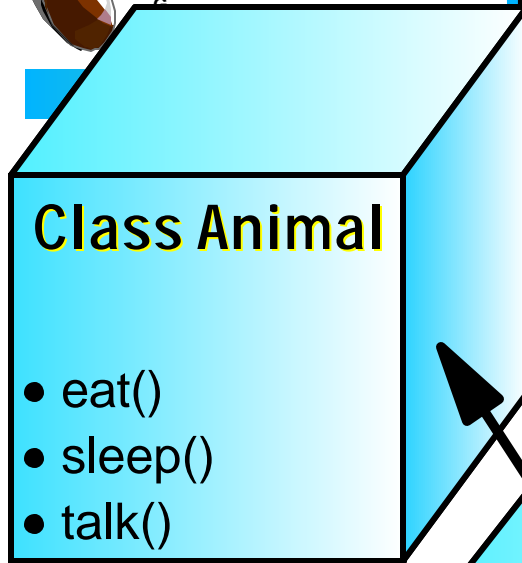 Class Animal
• eat()
• sleep()
• talk()